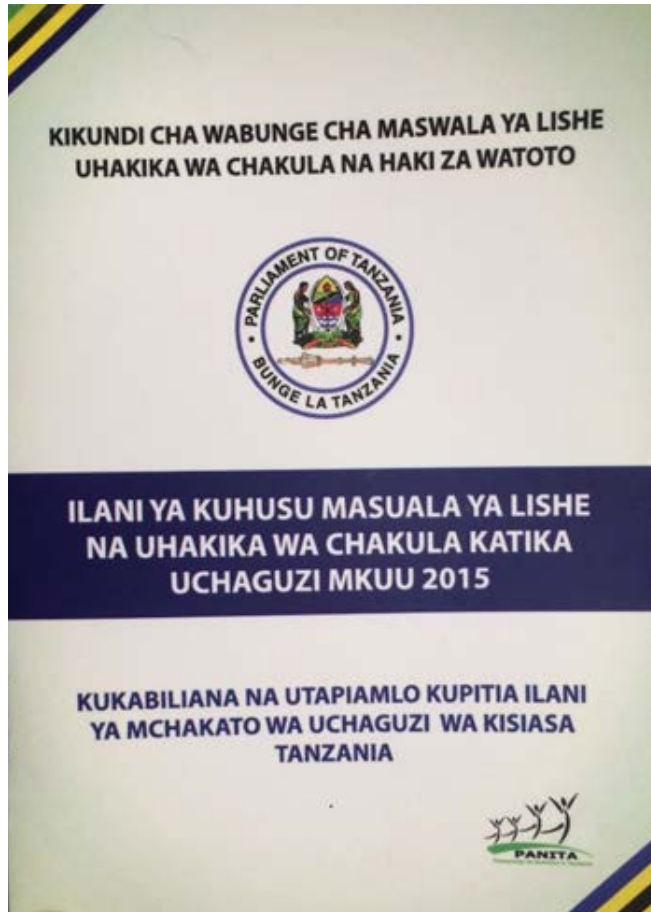 KIKUNDI CHA WABUNGE CHA MASWALA YA LISHE
UHAKIKA WA CHAKULA NA HAKI ZA WATOTO
PARLIAMENT OF TANZANIA
BUNGE LA TANZANIA
ILANI YA KUHUSU MASUALA YA LISHE
NA UHAKIKA WA CHAKULA KATIKA
UCHAGUZI MKUU 2015
KUKABILIANA NA UTAPIAMLO KUPITIA ILANI
YA MCHAKATO WA UCHAGUZI WA KISIASA
TANZANIA
PANITA